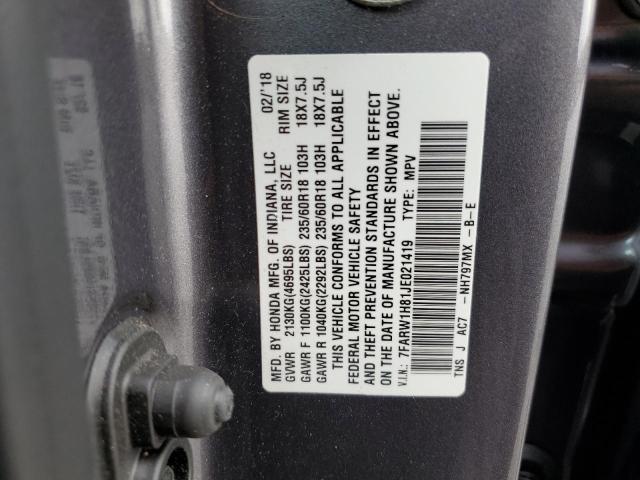 MFD. BY HONDA MFG. OF INDIANA, LLC 02/'18
GVWR 2130KG(4695LBS) TIRE SIZE RIM SIZE
GAWR F 1100KG(2425LBS) 235/60R18 103H 18X7.5J
GAWR R 1040KG(2292LBS) 235/60R18 103H 18X7.5J
THIS VEHICLE CONFORMS TO ALL APPLICABLE
FEDERAL MOTOR VEHICLE SAFETY
AND THEFT PREVENTION STANDARDS IN EFFECT
ON THE DATE OF MANUFACTURE SHOWN ABOVE.
V.I.N.: 7FARW1H81JE021419 TYPE: MPV
TNS J AC7 -NH797MX -B-E